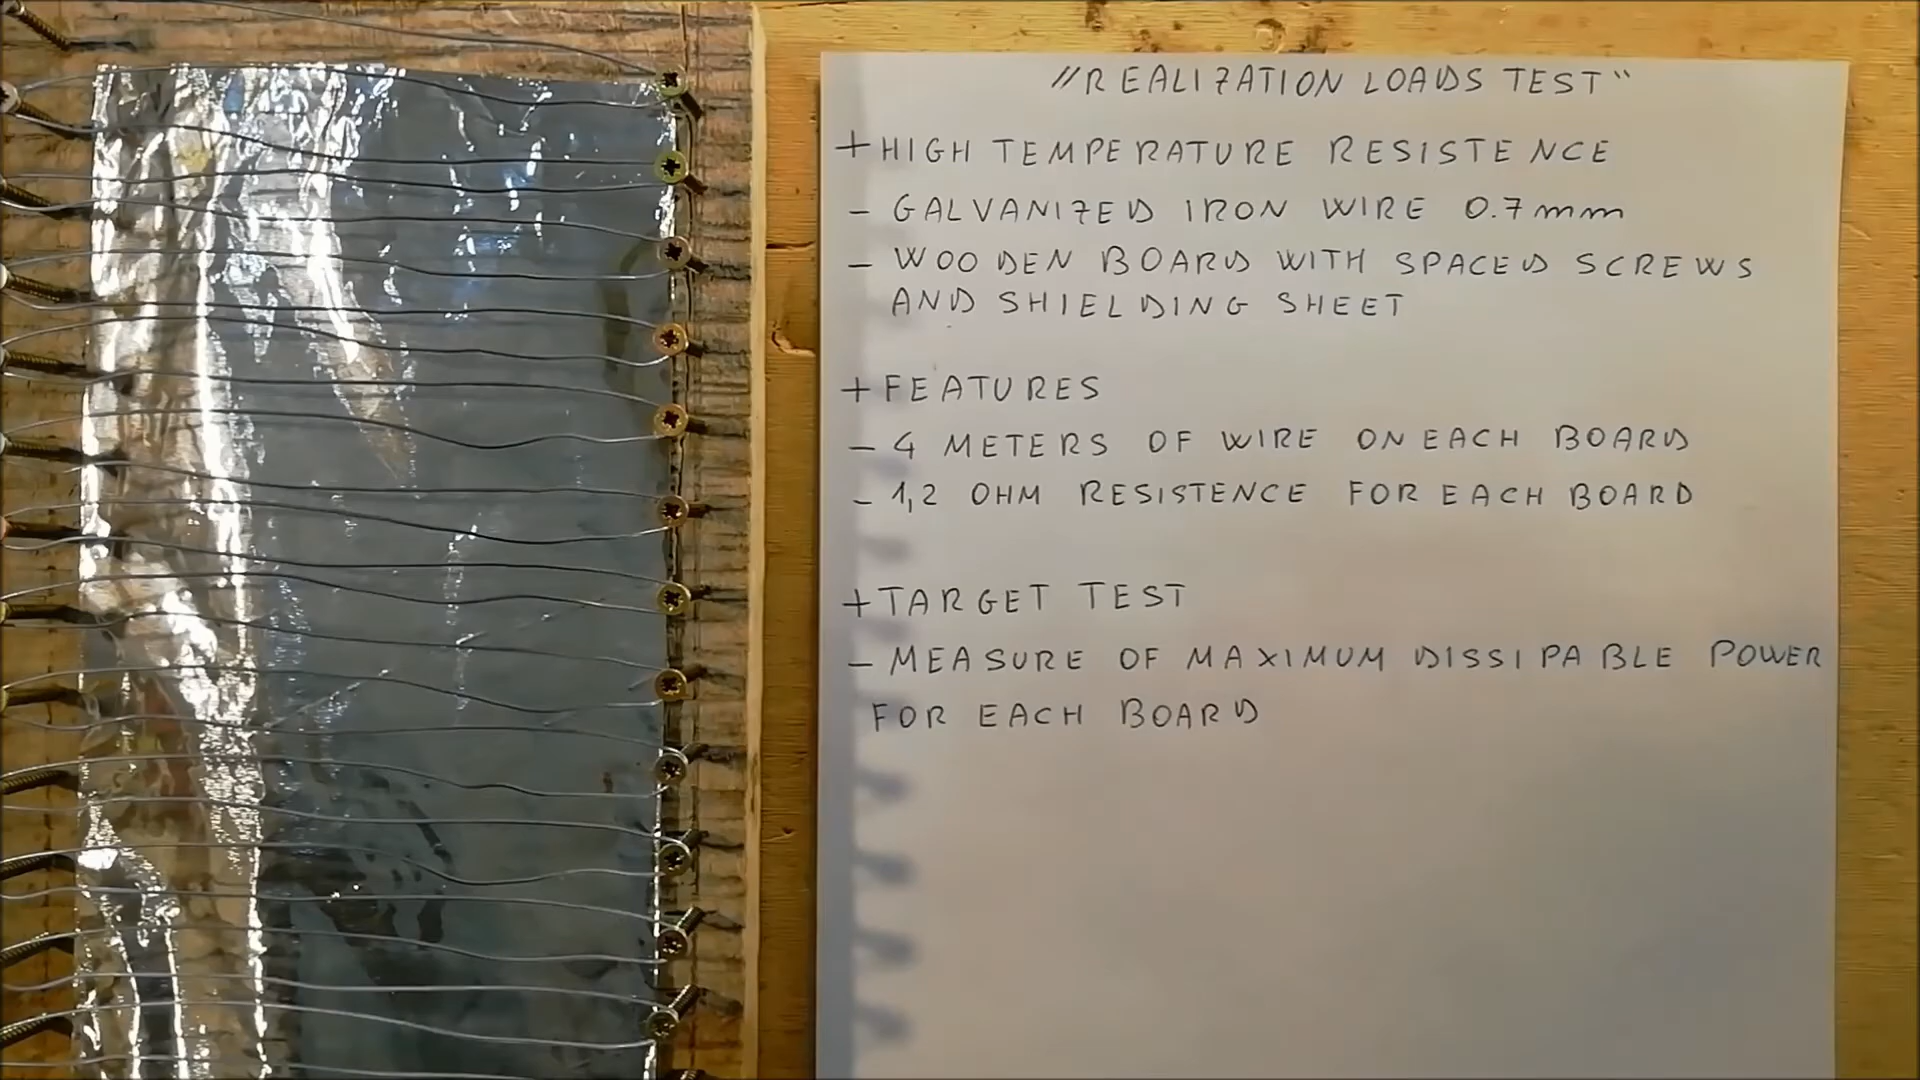 "REALIZATION LOADS TEST"
+ HIGH TEMPERATURE RESISTENCE
- GALVANIZED IRON WIRE 0.7mm
- WOODEN BOARD WITH SPACED SCREWS
AND SHIELDING SHEET
+ FEATURES
- 4 METERS OF WIRE ON EACH BOARD
- 1,2 OHM RESISTENCE FOR EACH BOARD
+ TARGET TEST
- MEASURE OF MAXIMUM DISSIPABLE POWER
FOR EACH BOARD